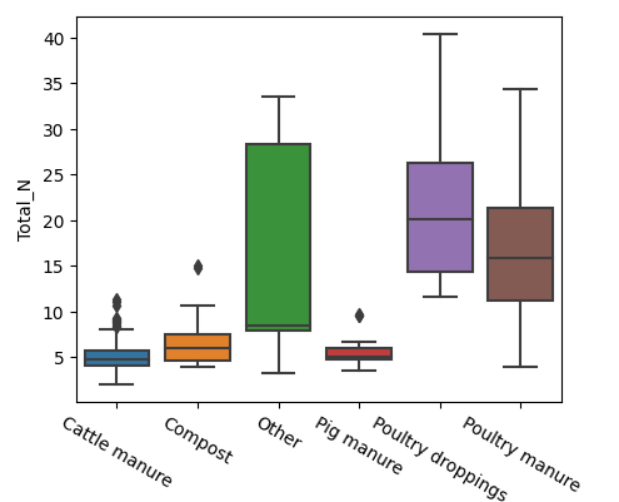 Total_N
40
35
30
25
20
15
10
5
Cattle manure
Compost
Other
Pig manure
Poultry droppings
Poultry manure